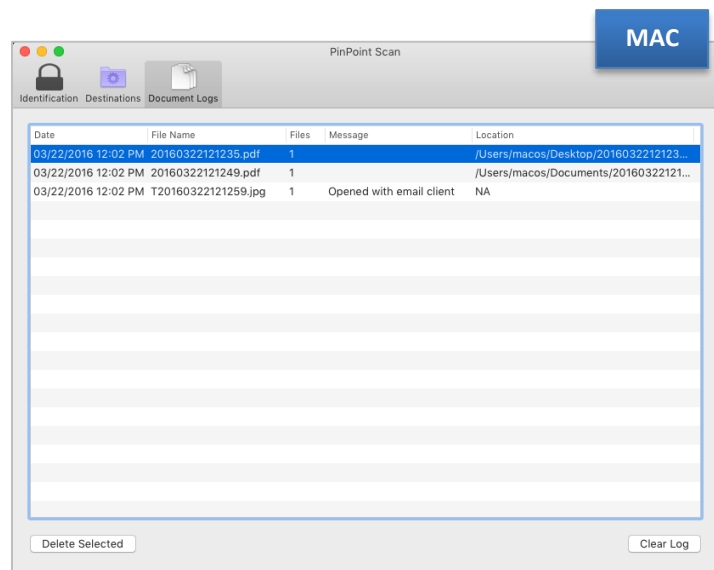 MAC
PinPoint Scan
Identification Destinations Document Logs
Date File Name Files Message Location
03/22/2016 12:02 PM 20160322121235.pdf 1 /Users/macos/Desktop/2016032212123...
03/22/2016 12:02 PM 20160322121249.pdf 1 /Users/macos/Documents/20160322121...
03/22/2016 12:02 PM T20160322121259.jpg 1 Opened with email client NA
Delete Selected Clear Log